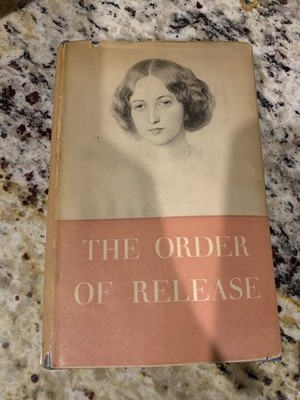 THE ORDER
OF RELEASE